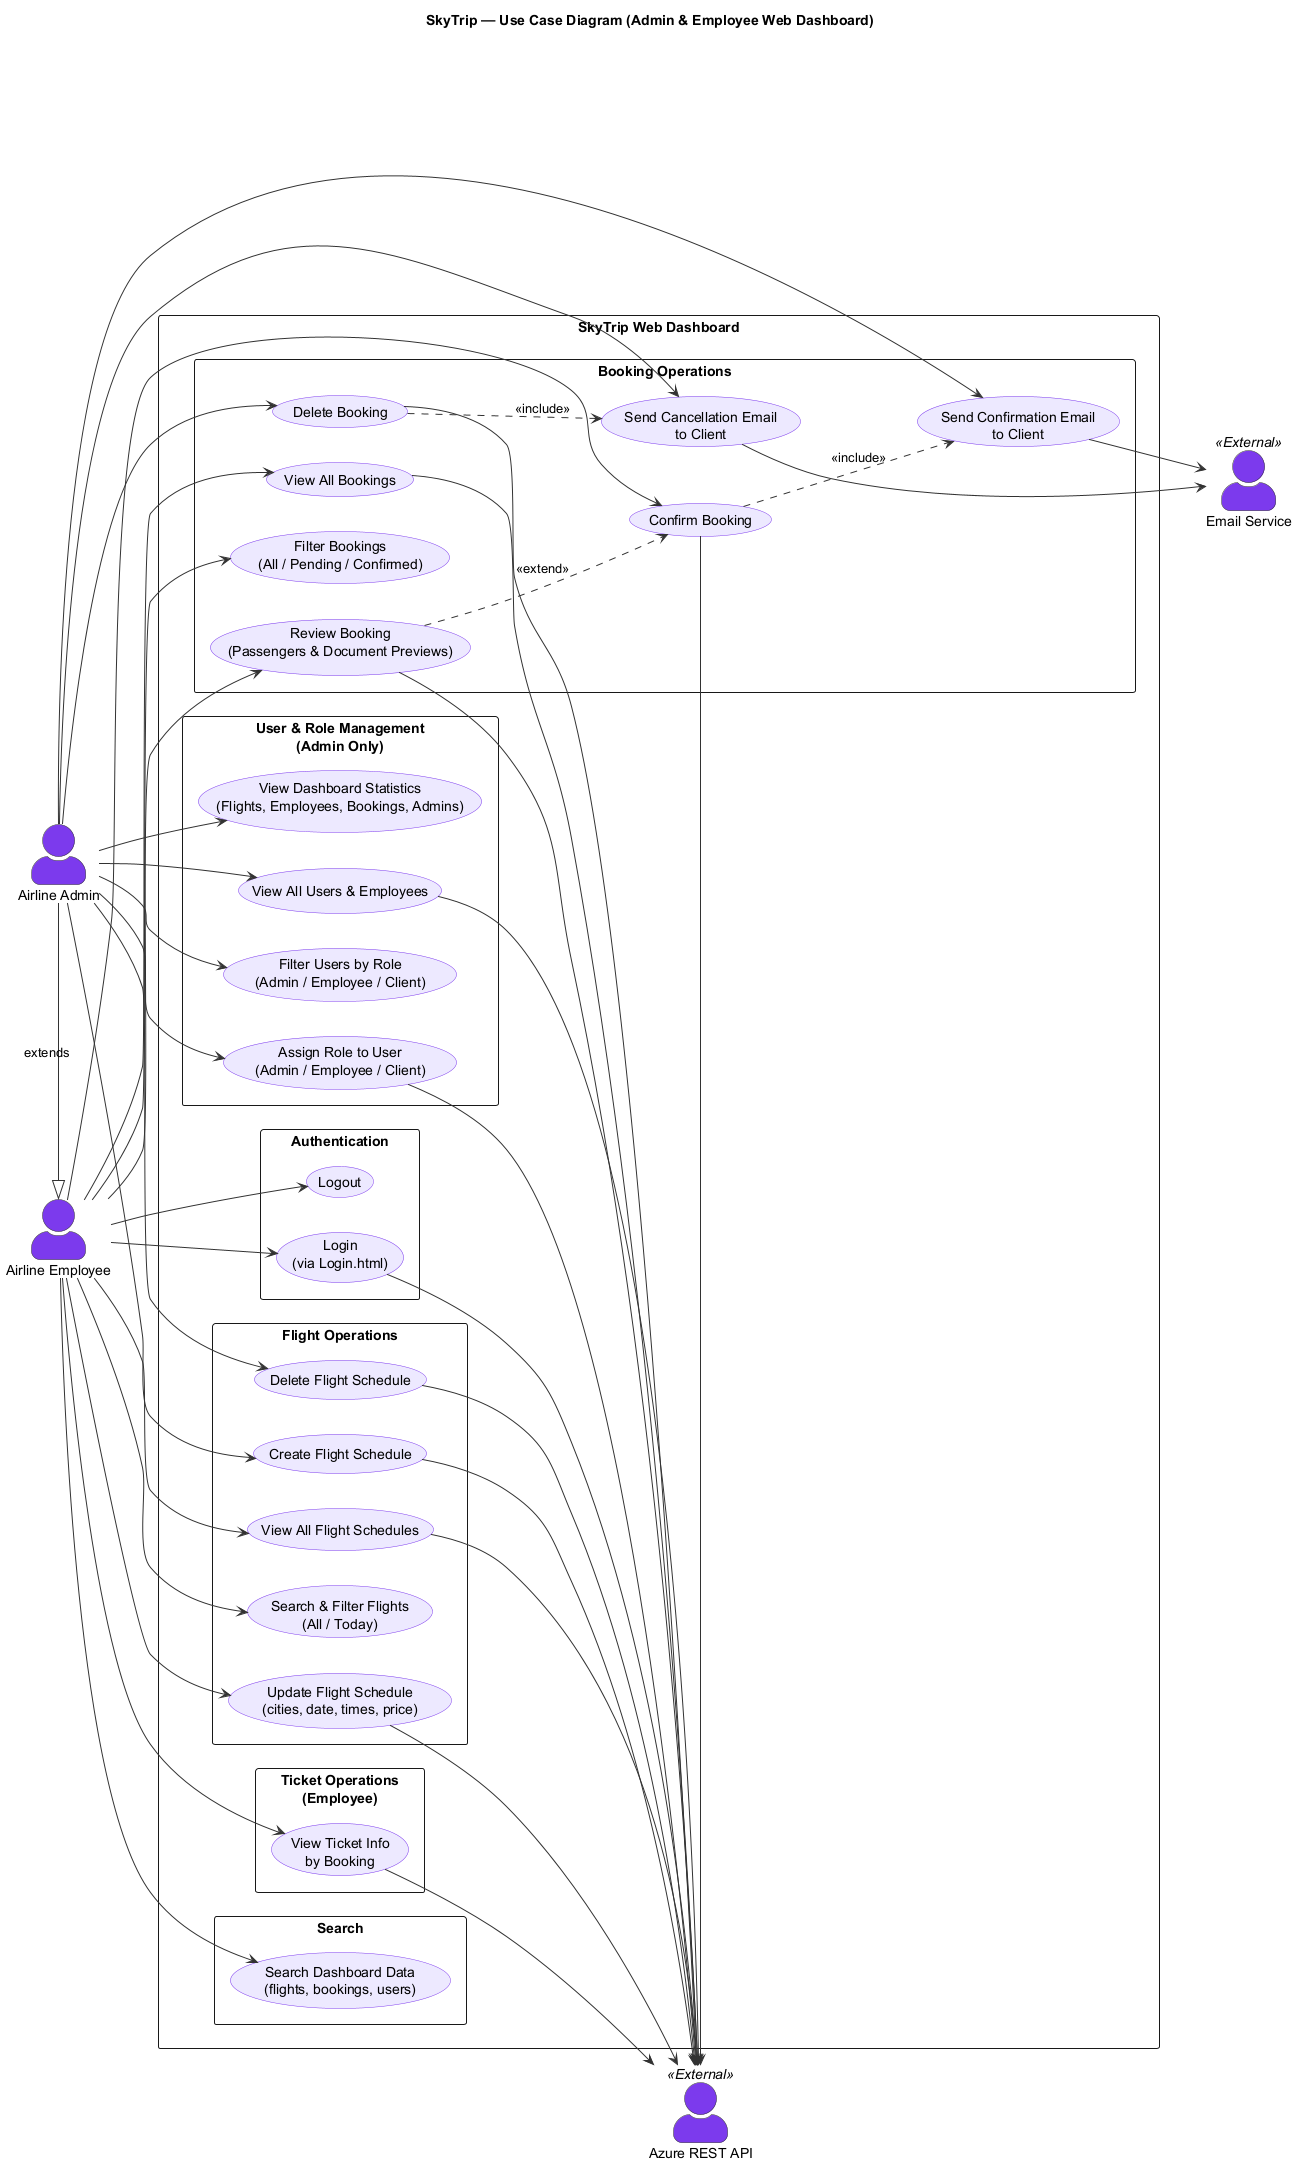 SkyTrip — Use Case Diagram (Admin & Employee Web Dashboard)
SkyTrip Web Dashboard
Booking Operations
Delete Booking
«include»
Send Cancellation Email
to Client
Send Confirmation Email
to Client
«External»
Email Service
View All Bookings
«include»
Confirm Booking
Filter Bookings
(All / Pending / Confirmed)
«extend»
Review Booking
(Passengers & Document Previews)
User & Role Management
(Admin Only)
View Dashboard Statistics
(Flights, Employees, Bookings, Admins)
Airline Admin
View All Users & Employees
Filter Users by Role
(Admin / Employee / Client)
extends
Assign Role to User
(Admin / Employee / Client)
Authentication
Logout
Login
(via Login.html)
Airline Employee
Flight Operations
Delete Flight Schedule
Create Flight Schedule
View All Flight Schedules
Search & Filter Flights
(All / Today)
Update Flight Schedule
(cities, date, times, price)
Ticket Operations
(Employee)
View Ticket Info
by Booking
Search
Search Dashboard Data
(flights, bookings, users)
«External»
Azure REST API